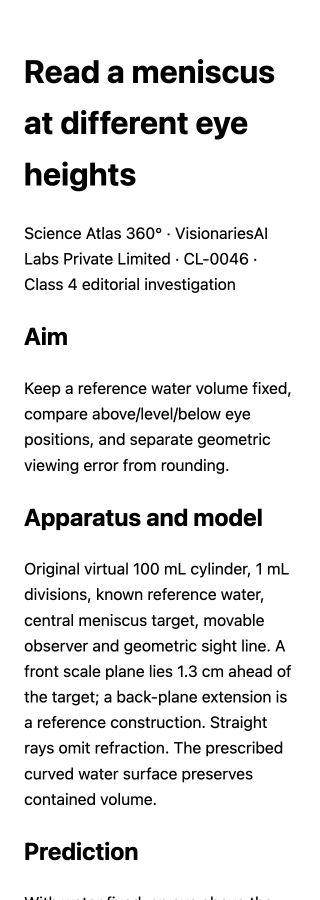 Read a meniscus
at different eye
heights
Science Atlas 360° · VisionariesAI
Labs Private Limited · CL-0046 ·
Class 4 editorial investigation
Aim
Keep a reference water volume fixed,
compare above/level/below eye
positions, and separate geometric
viewing error from rounding.
Apparatus and model
Original virtual 100 mL cylinder, 1 mL
divisions, known reference water,
central meniscus target, movable
observer and geometric sight line. A
front scale plane lies 1.3 cm ahead of
the target; a back-plane extension is
a reference construction. Straight
rays omit refraction. The prescribed
curved water surface preserves
contained volume.
Prediction